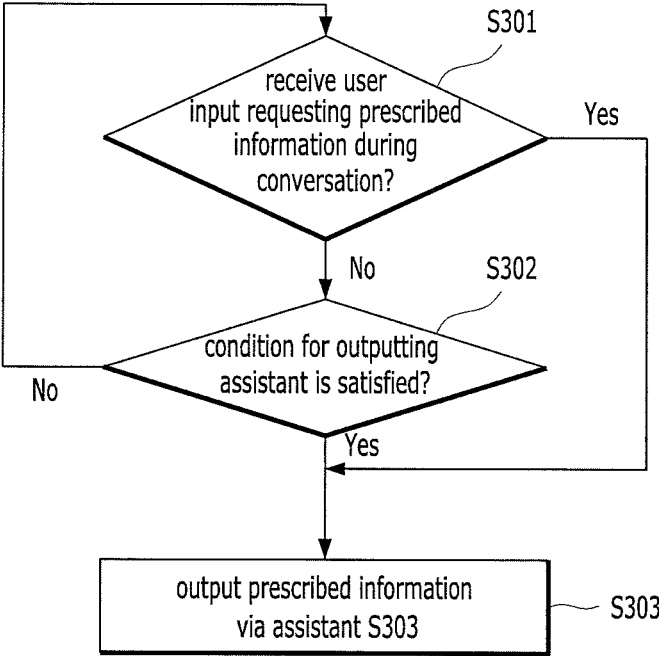 S301
receive user
input requesting prescribed
information during
conversation?
Yes
No
S302
condition for outputting
assistant is satisfied?
No
Yes
output prescribed information
via assistant S303
S303